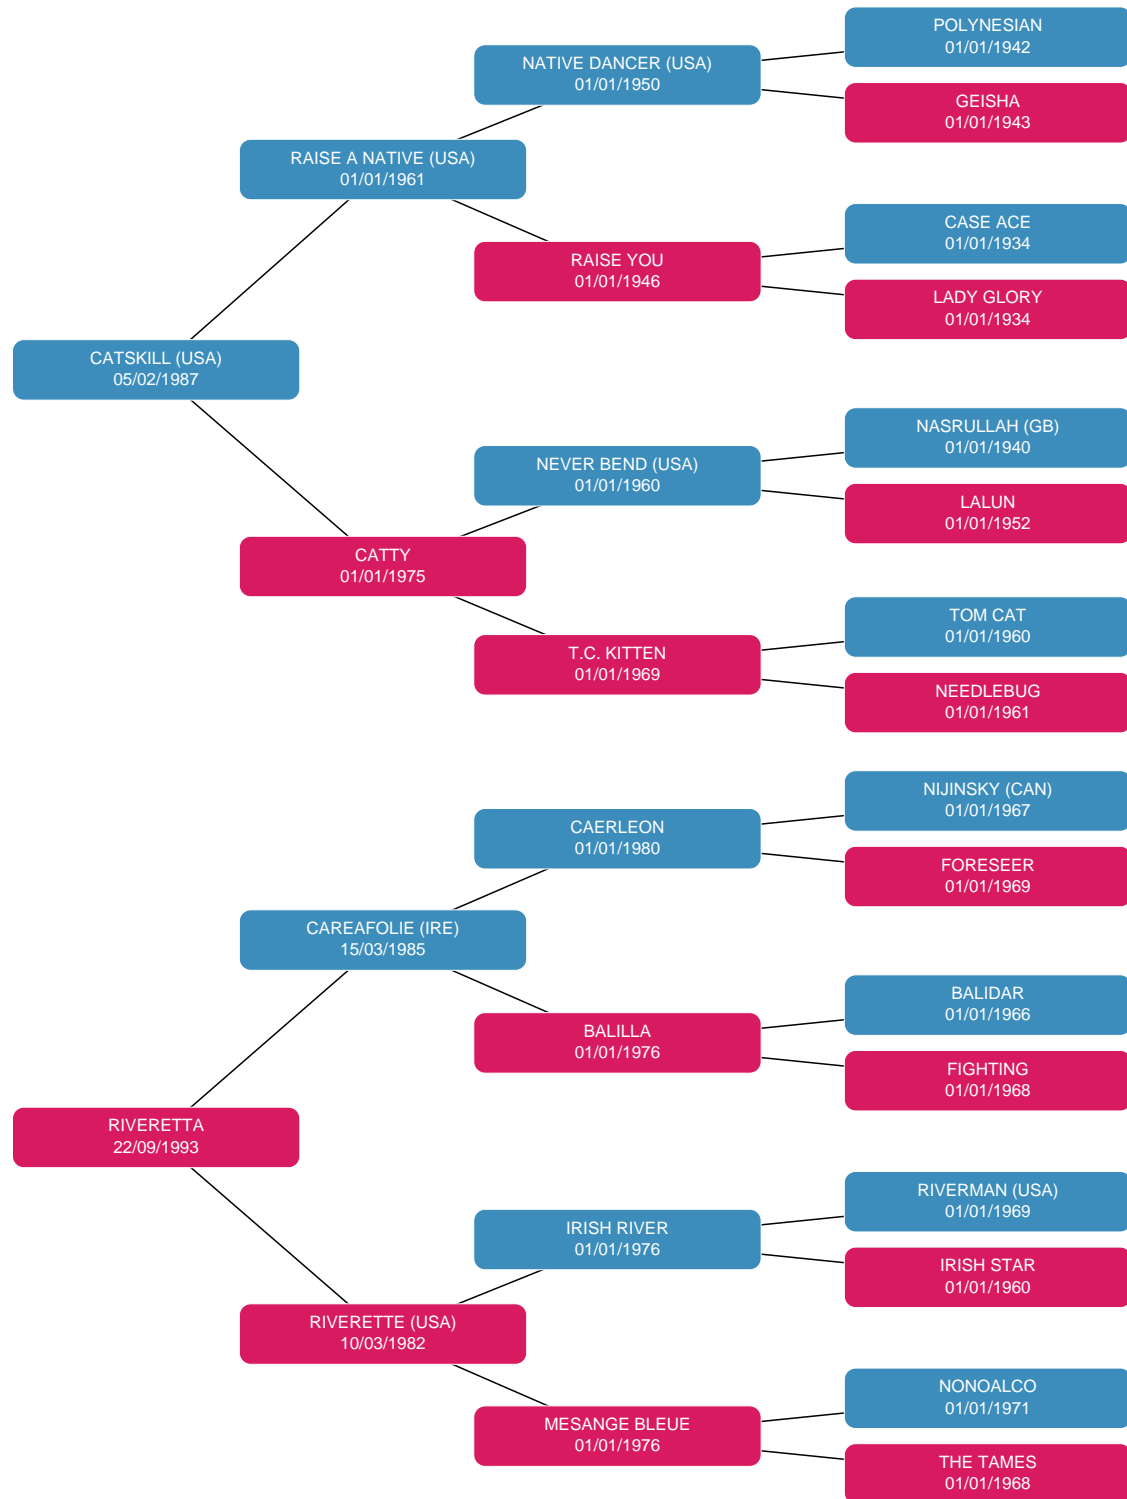 POLYNESIAN
01/01/1942
NATIVE DANCER (USA)
01/01/1950
GEISHA
01/01/1943
RAISE A NATIVE (USA)
01/01/1961
CASE ACE
01/01/1934
RAISE YOU
01/01/1946
LADY GLORY
01/01/1934
CATSKILL (USA)
05/02/1987
NASRULLAH (GB)
01/01/1940
NEVER BEND (USA)
01/01/1960
LALUN
01/01/1952
CATTY
01/01/1975
TOM CAT
01/01/1960
T.C. KITTEN
01/01/1969
NEEDLEBUG
01/01/1961
NIJINSKY (CAN)
01/01/1967
CAERLEON
01/01/1980
FORESEER
01/01/1969
CAREAFOLIE (IRE)
15/03/1985
BALIDAR
01/01/1966
BALILLA
01/01/1976
FIGHTING
01/01/1968
RIVERETTA
22/09/1993
RIVERMAN (USA)
01/01/1969
IRISH RIVER
01/01/1976
IRISH STAR
01/01/1960
RIVERETTE (USA)
10/03/1982
NONOALCO
01/01/1971
MESANGE BLEUE
01/01/1976
THE TAMES
01/01/1968